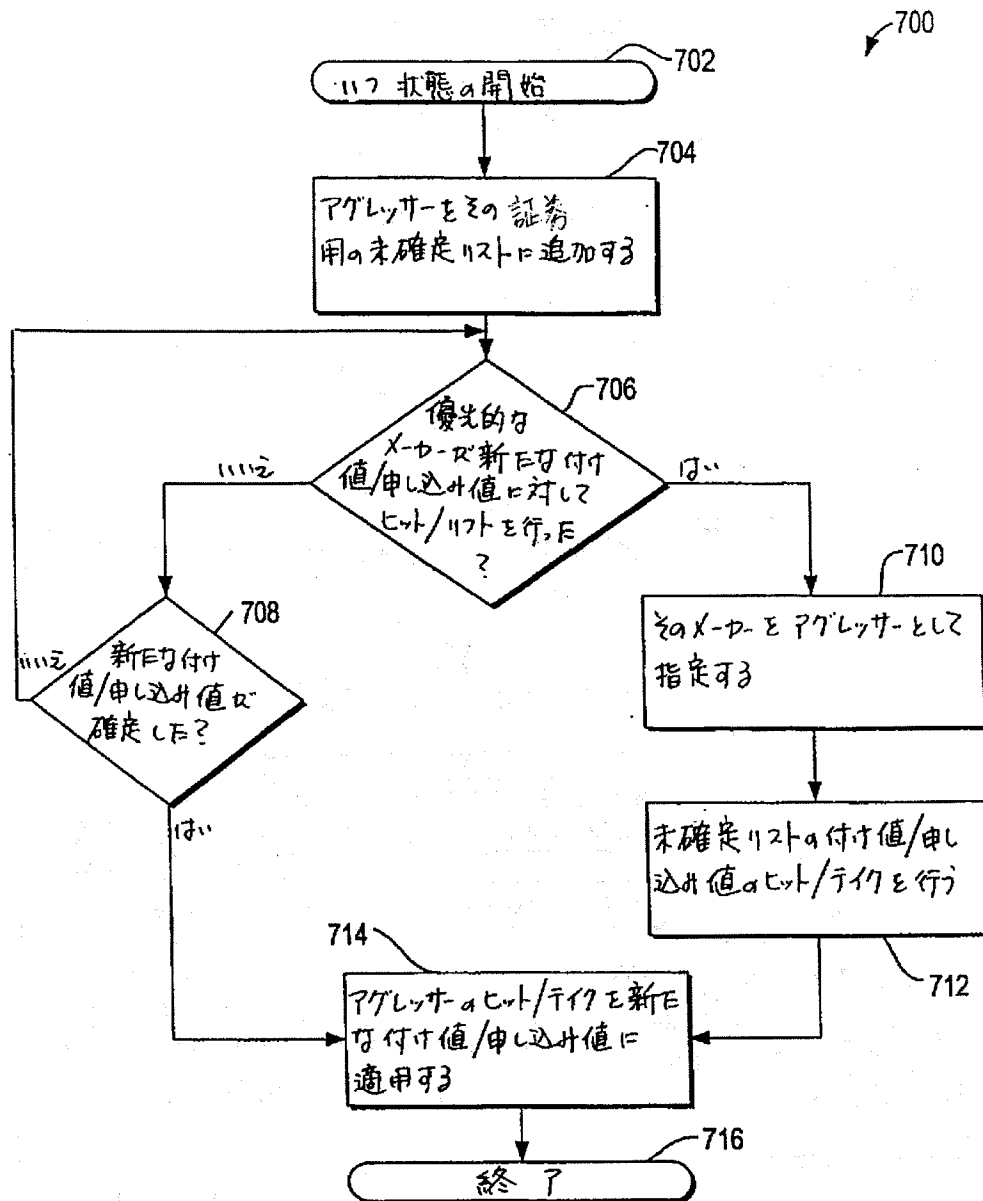 700
702
状態の開始
704
アグレッサーをその証券
用の未確定リストに追加する
706
優先的な
メーカーが新たな付け
値/申し込み値に対して
ヒット/リフトを行った
?
いいえ
はい
708
新たな付け
値/申し込み値が
確定した?
いいえ
はい
710
そのメーカーをアグレッサーとして
指定する
未確定リストの付け値/申し
込み値のヒット/テイクを行う
712
714
アグレッサーのヒット/テイクを新た
な付け値/申し込み値に
適用する
716
終了